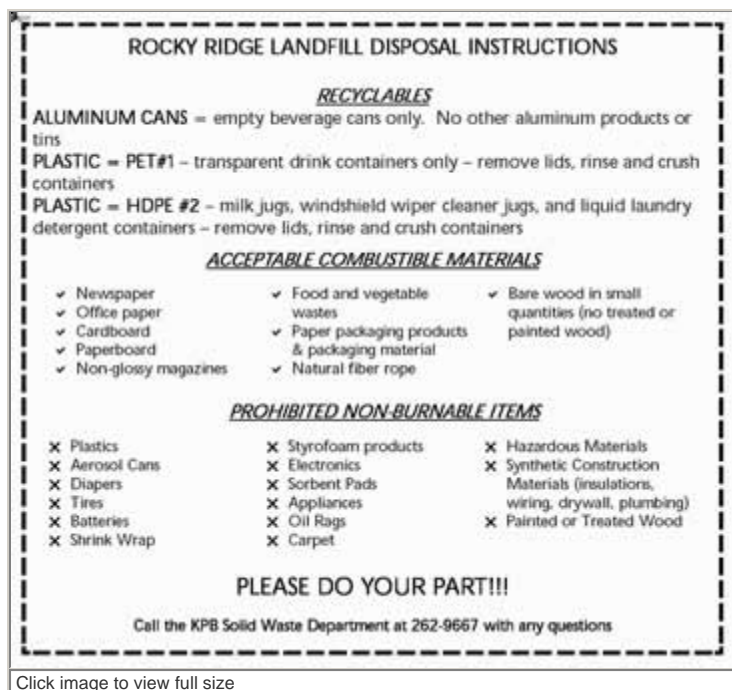 ROCKY RIDGE LANDFILL DISPOSAL INSTRUCTIONS
RECYCLABLES
ALUMINUM CANS = empty beverage cans only. No other aluminum products or
tins
PLASTIC = PET#1 – transparent drink containers only – remove lids, rinse and crush
containers
PLASTIC = HDPE #2 – milk jugs, windshield wiper cleaner jugs, and liquid laundry
detergent containers – remove lids, rinse and crush containers
ACCEPTABLE COMBUSTIBLE MATERIALS
✓ Newspaper
✓ Office paper
✓ Cardboard
✓ Paperboard
✓ Non-glossy magazines
✓ Food and vegetable
wastes
✓ Paper packaging products
& packaging material
✓ Natural fiber rope
✓ Bare wood in small
quantities (no treated or
painted wood)
PROHIBITED NON-BURNABLE ITEMS
✗ Plastics
✗ Aerosol Cans
✗ Diapers
✗ Tires
✗ Batteries
✗ Shrink Wrap
✗ Styrofoam products
✗ Electronics
✗ Sorbent Pads
✗ Appliances
✗ Oil Rags
✗ Carpet
✗ Hazardous Materials
✗ Synthetic Construction
Materials (insulations,
wiring, drywall, plumbing)
✗ Painted or Treated Wood
PLEASE DO YOUR PART!!!
Call the KPB Solid Waste Department at 262-9667 with any questions
Click image to view full size